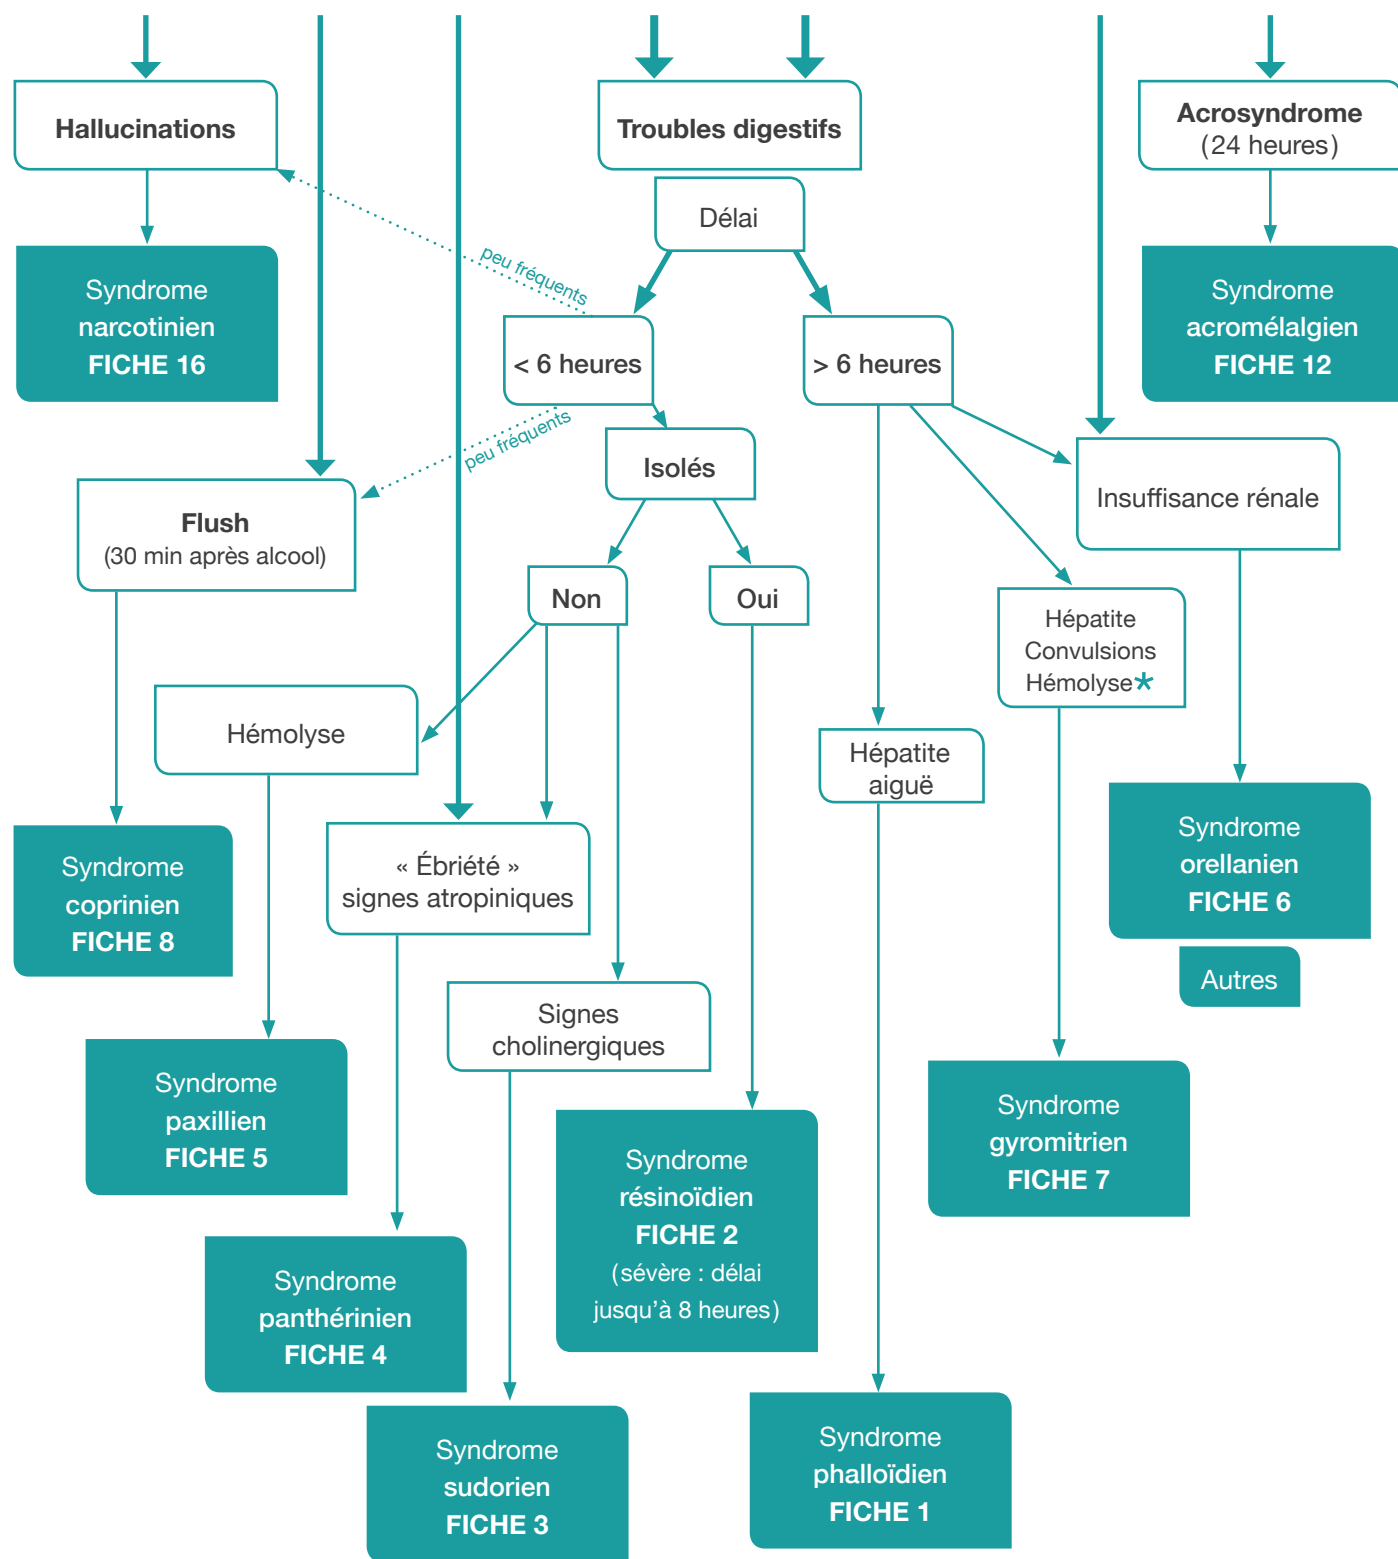 Hallucinations
Troubles digestifs
Acrosyndrome
(24 heures)
Délai
peu fréquents
Syndrome
narcotinien
FICHE 16
Syndrome
acromélalgien
FICHE 12
< 6 heures
> 6 heures
peu fréquents
Isolés
Insuffisance rénale
Flush
(30 min après alcool)
Non
Oui
Hépatite
Convulsions
Hémolyse*
Hémolyse
Hépatite
aiguë
Syndrome
orellanien
FICHE 6
Autres
« Ébriété »
signes atropiniques
Syndrome
coprinien
FICHE 8
Signes
cholinergiques
Syndrome
paxillien
FICHE 5
Syndrome
gyromitrien
FICHE 7
Syndrome
résinoïdien
FICHE 2
(sévère : délai
jusqu’à 8 heures)
Syndrome
panthérinien
FICHE 4
Syndrome
sudorien
FICHE 3
Syndrome
phalloïdien
FICHE 1